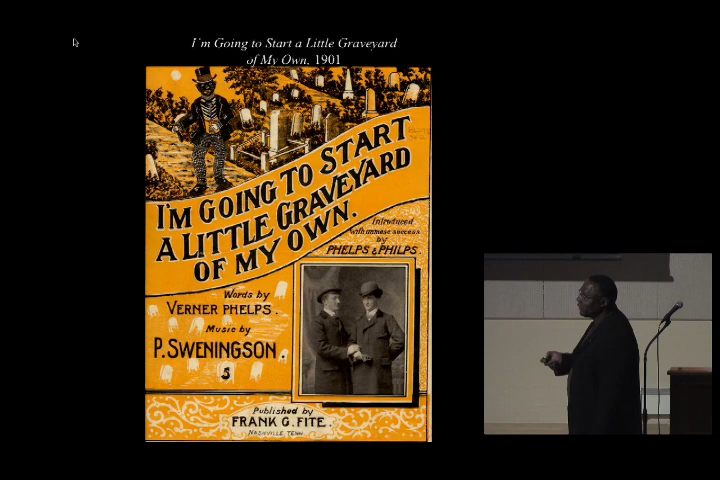 I'm Going to Start a Little Graveyard
of My Own, 1901
I'M GOING TO START
A LITTLE GRAVEYARD
OF MY OWN.
Introduced
with immense success
by
PHELPS & PHILPS.
Words by
VERNER PHELPS.
Music by
P. SWENINGSON.
5
Published by
FRANK G. FITE.
NASHVILLE, TENN.